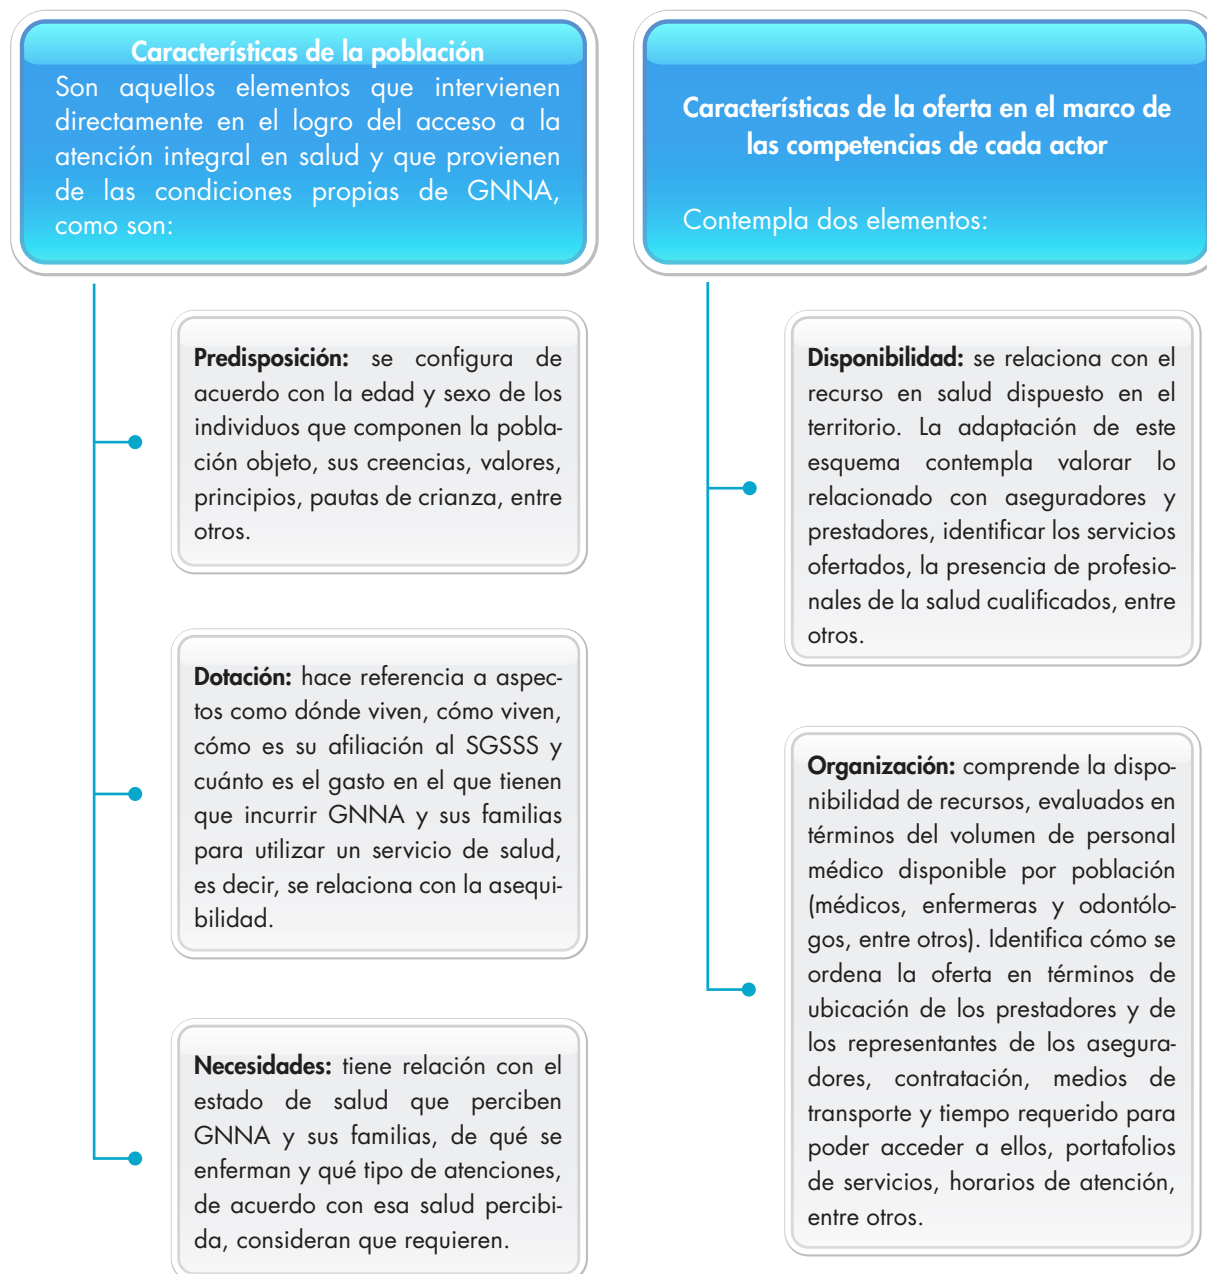 Características de la población
Son aquellos elementos que intervienen
directamente en el logro del acceso a la
atención integral en salud y que provienen
de las condiciones propias de GNNA,
como son:
Predisposición: se configura de
acuerdo con la edad y sexo de los
individuos que componen la pobla-
ción objeto, sus creencias, valores,
principios, pautas de crianza, entre
otros.
Dotación: hace referencia a aspec-
tos como dónde viven, cómo viven,
cómo es su afiliación al SGSSS y
cuánto es el gasto en el que tienen
que incurrir GNNA y sus familias
para utilizar un servicio de salud,
es decir, se relaciona con la asequi-
bilidad.
Necesidades: tiene relación con el
estado de salud que perciben
GNNA y sus familias, de qué se
enferman y qué tipo de atenciones,
de acuerdo con esa salud percibi-
da, consideran que requieren.
Características de la oferta en el marco de
las competencias de cada actor
Contempla dos elementos:
Disponibilidad: se relaciona con el
recurso en salud dispuesto en el
territorio. La adaptación de este
esquema contempla valorar lo
relacionado con aseguradores y
prestadores, identificar los servicios
ofertados, la presencia de profesio-
nales de la salud cualificados, entre
otros.
Organización: comprende la dispo-
nibilidad de recursos, evaluados en
términos del volumen de personal
médico disponible por población
(médicos, enfermeras y odontólo-
gos, entre otros). Identifica cómo se
ordena la oferta en términos de
ubicación de los prestadores y de
los representantes de los asegura-
dores, contratación, medios de
transporte y tiempo requerido para
poder acceder a ellos, portafolios
de servicios, horarios de atención,
entre otros.